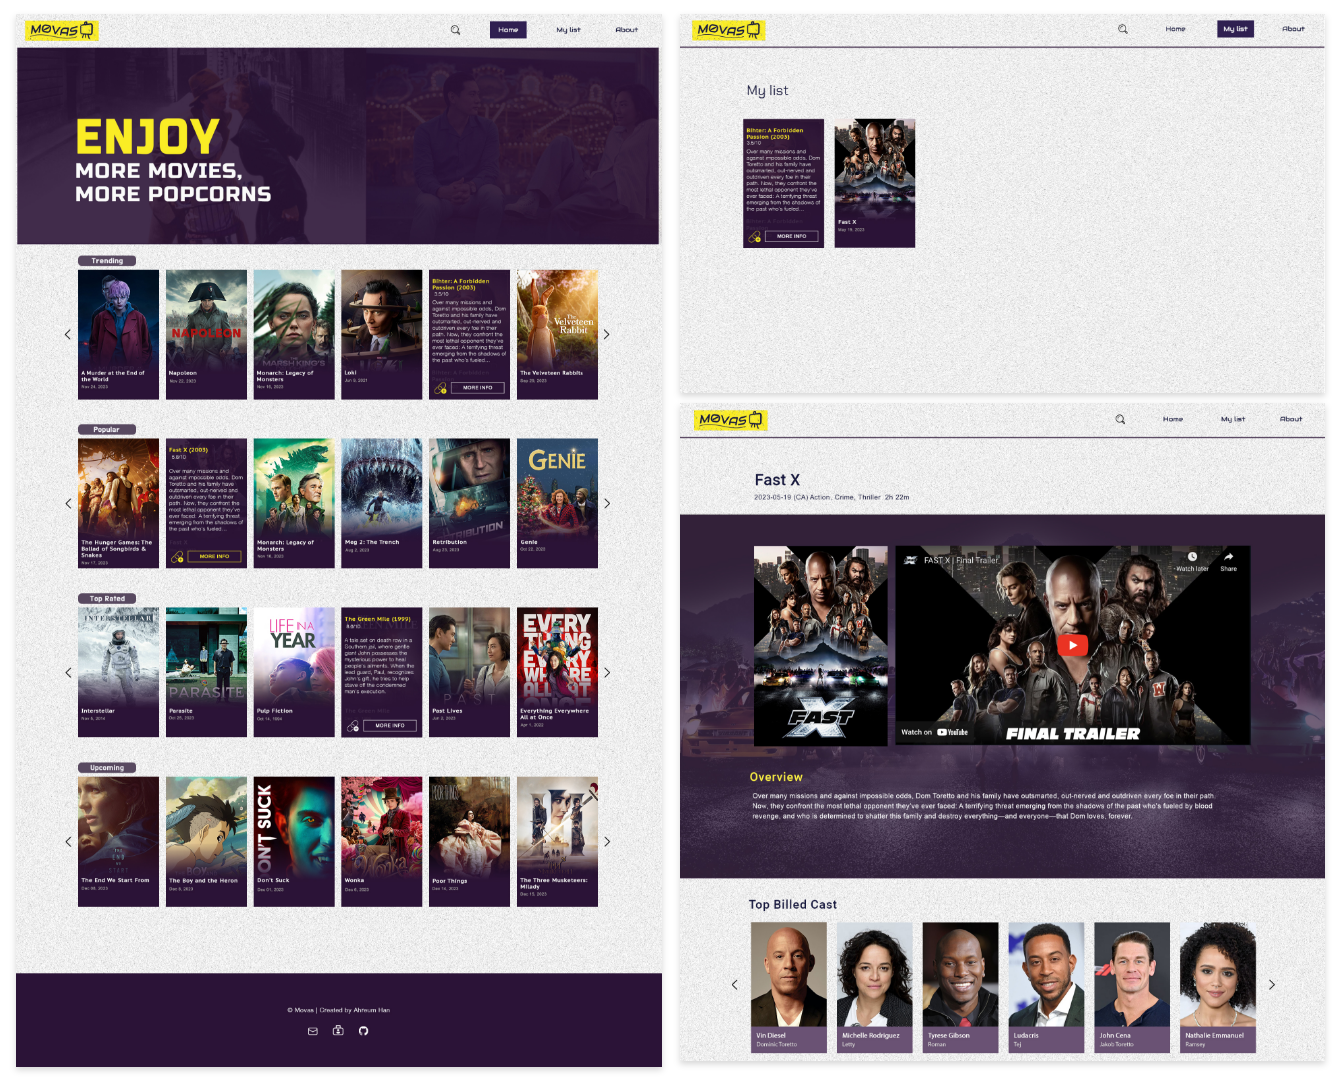 MOVAS
Home
My list
About
ENJOY
MORE MOVIES,
MORE POPCORNS
Trending
A Murder at the End of
the World
Nov 24, 2023
NAPOLEON
Napoleon
Nov 22, 2023
Monarch: Legacy of
Monsters
Nov 16, 2023
Loki
Jun 9, 2021
Bihter: A Forbidden
Passion (2003)
3.5/10
Over many missions and
against impossible odds, Dom
Toretto and his family have
outsmarted, out-nerved and
outdriven every foe in their
path. Now, they confront the
most lethal opponent they've
ever faced: A terrifying threat
emerging from the shadows of
the past who's fueled...
MORE INFO
The
Velveteen
Rabbit
The Velveteen Rabbits
Popular
The Hunger Games: The
Ballad of Songbirds &
Snakes
Nov 17, 2023
Fast X (2003)
Over many missions and
against impossible odds, Dom
Toretto and his family have
outsmarted, out-nerved and
outdriven every foe in their
path. Now, they confront the
most lethal opponent they've
ever faced: A terrifying threat
emerging from the shadows of
the past who's fueled...
MORE INFO
Monarch: Legacy of
Monsters
Nov 16, 2023
Meg 2: The Trench
Aug 2, 2023
RETRIBUTION
Retribution
Aug 23, 2023
GENIE
Genie
Oct 22, 2023
Top Rated
INTERSTELLAR
Interstellar
Nov 5, 2014
PARASITE
Parasite
Oct 25, 2023
LIFE IN A
YEAR
Pulp Fiction
Oct 14, 1994
The Green Mile (1999)
A tale set on death row in a
Southern jail, where gentle
giant John possesses the
mysterious power to heal
people's ailments. When the
lead guard, Paul, recognizes
John's gift, he tries to help
stave off the condemned
man's execution.
MORE INFO
PAST
Past Lives
Jun 2, 2023
EVERY
THING
EVERY
WHERE
ALL AT
ONCE
Everything Everywhere
All at Once
Apr 1, 2022
Upcoming
THE
END
WE
The End We Start From
Dec 08, 2023
BOY
The Boy and the Heron
Dec 8, 2023
DON'T SUCK
Don't Suck
Dec 01, 2023
Wonka
Wonka
Dec 6, 2023
POOR THINGS
Poor Things
Dec 14, 2023
The Three Musketeers:
Milady
Dec 15, 2023
© Movas | Created by Ahreum Han
MOVAS
Home
My list
About
My list
Bihter: A Forbidden
Passion (2003)
3.5/10
Over many missions and
against impossible odds, Dom
Toretto and his family have
outsmarted, out-nerved and
outdriven every foe in their
path. Now, they confront the
most lethal opponent they've
ever faced: A terrifying threat
emerging from the shadows of
the past who's fueled...
MORE INFO
Fast X
May 19, 2023
MOVAS
Home
My list
About
Fast X
2023-05-19 (CA) Action, Crime, Thriller 2h 22m
FAST X
FAST X | Final Trailer
Watch later
Share
Watch on YouTube
FINAL TRAILER
Overview
Over many missions and against impossible odds, Dom Toretto and his family have outsmarted, out-nerved and outdriven every foe in their path.
Now, they confront the most lethal opponent they've ever faced: A terrifying threat emerging from the shadows of the past who's fueled by blood
revenge, and who is determined to shatter this family and destroy everything—and everyone—that Dom loves, forever.
Top Billed Cast
Vin Diesel
Dominic Toretto
Michelle Rodriguez
Letty
Tyrese Gibson
Roman
Ludacris
Tej
John Cena
Jakob Toretto
Nathalie Emmanuel
Ramsey